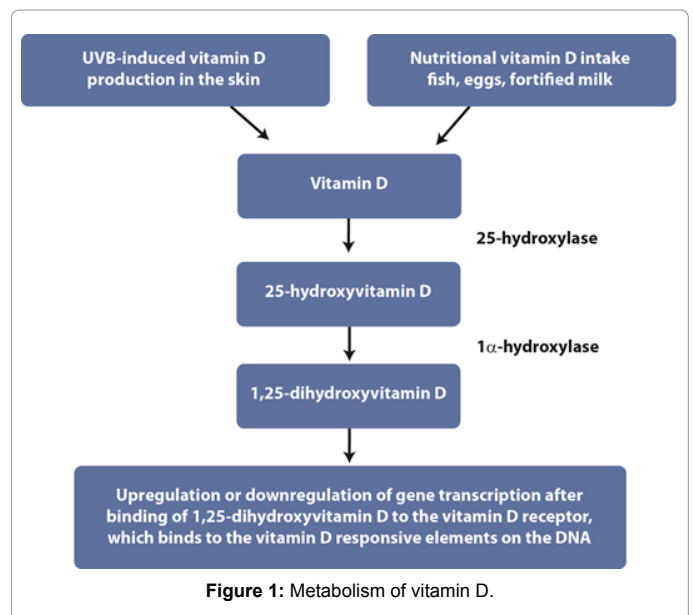 UVB-induced vitamin D
production in the skin
Nutritional vitamin D intake
fish, eggs, fortified milk
Vitamin D
25-hydroxylase
25-hydroxyvitamin D
1α-hydroxylase
1,25-dihydroxyvitamin D
Upregulation or downregulation of gene transcription after
binding of 1,25-dihydroxyvitamin D to the vitamin D receptor,
which binds to the vitamin D responsive elements on the DNA
Figure 1: Metabolism of vitamin D.